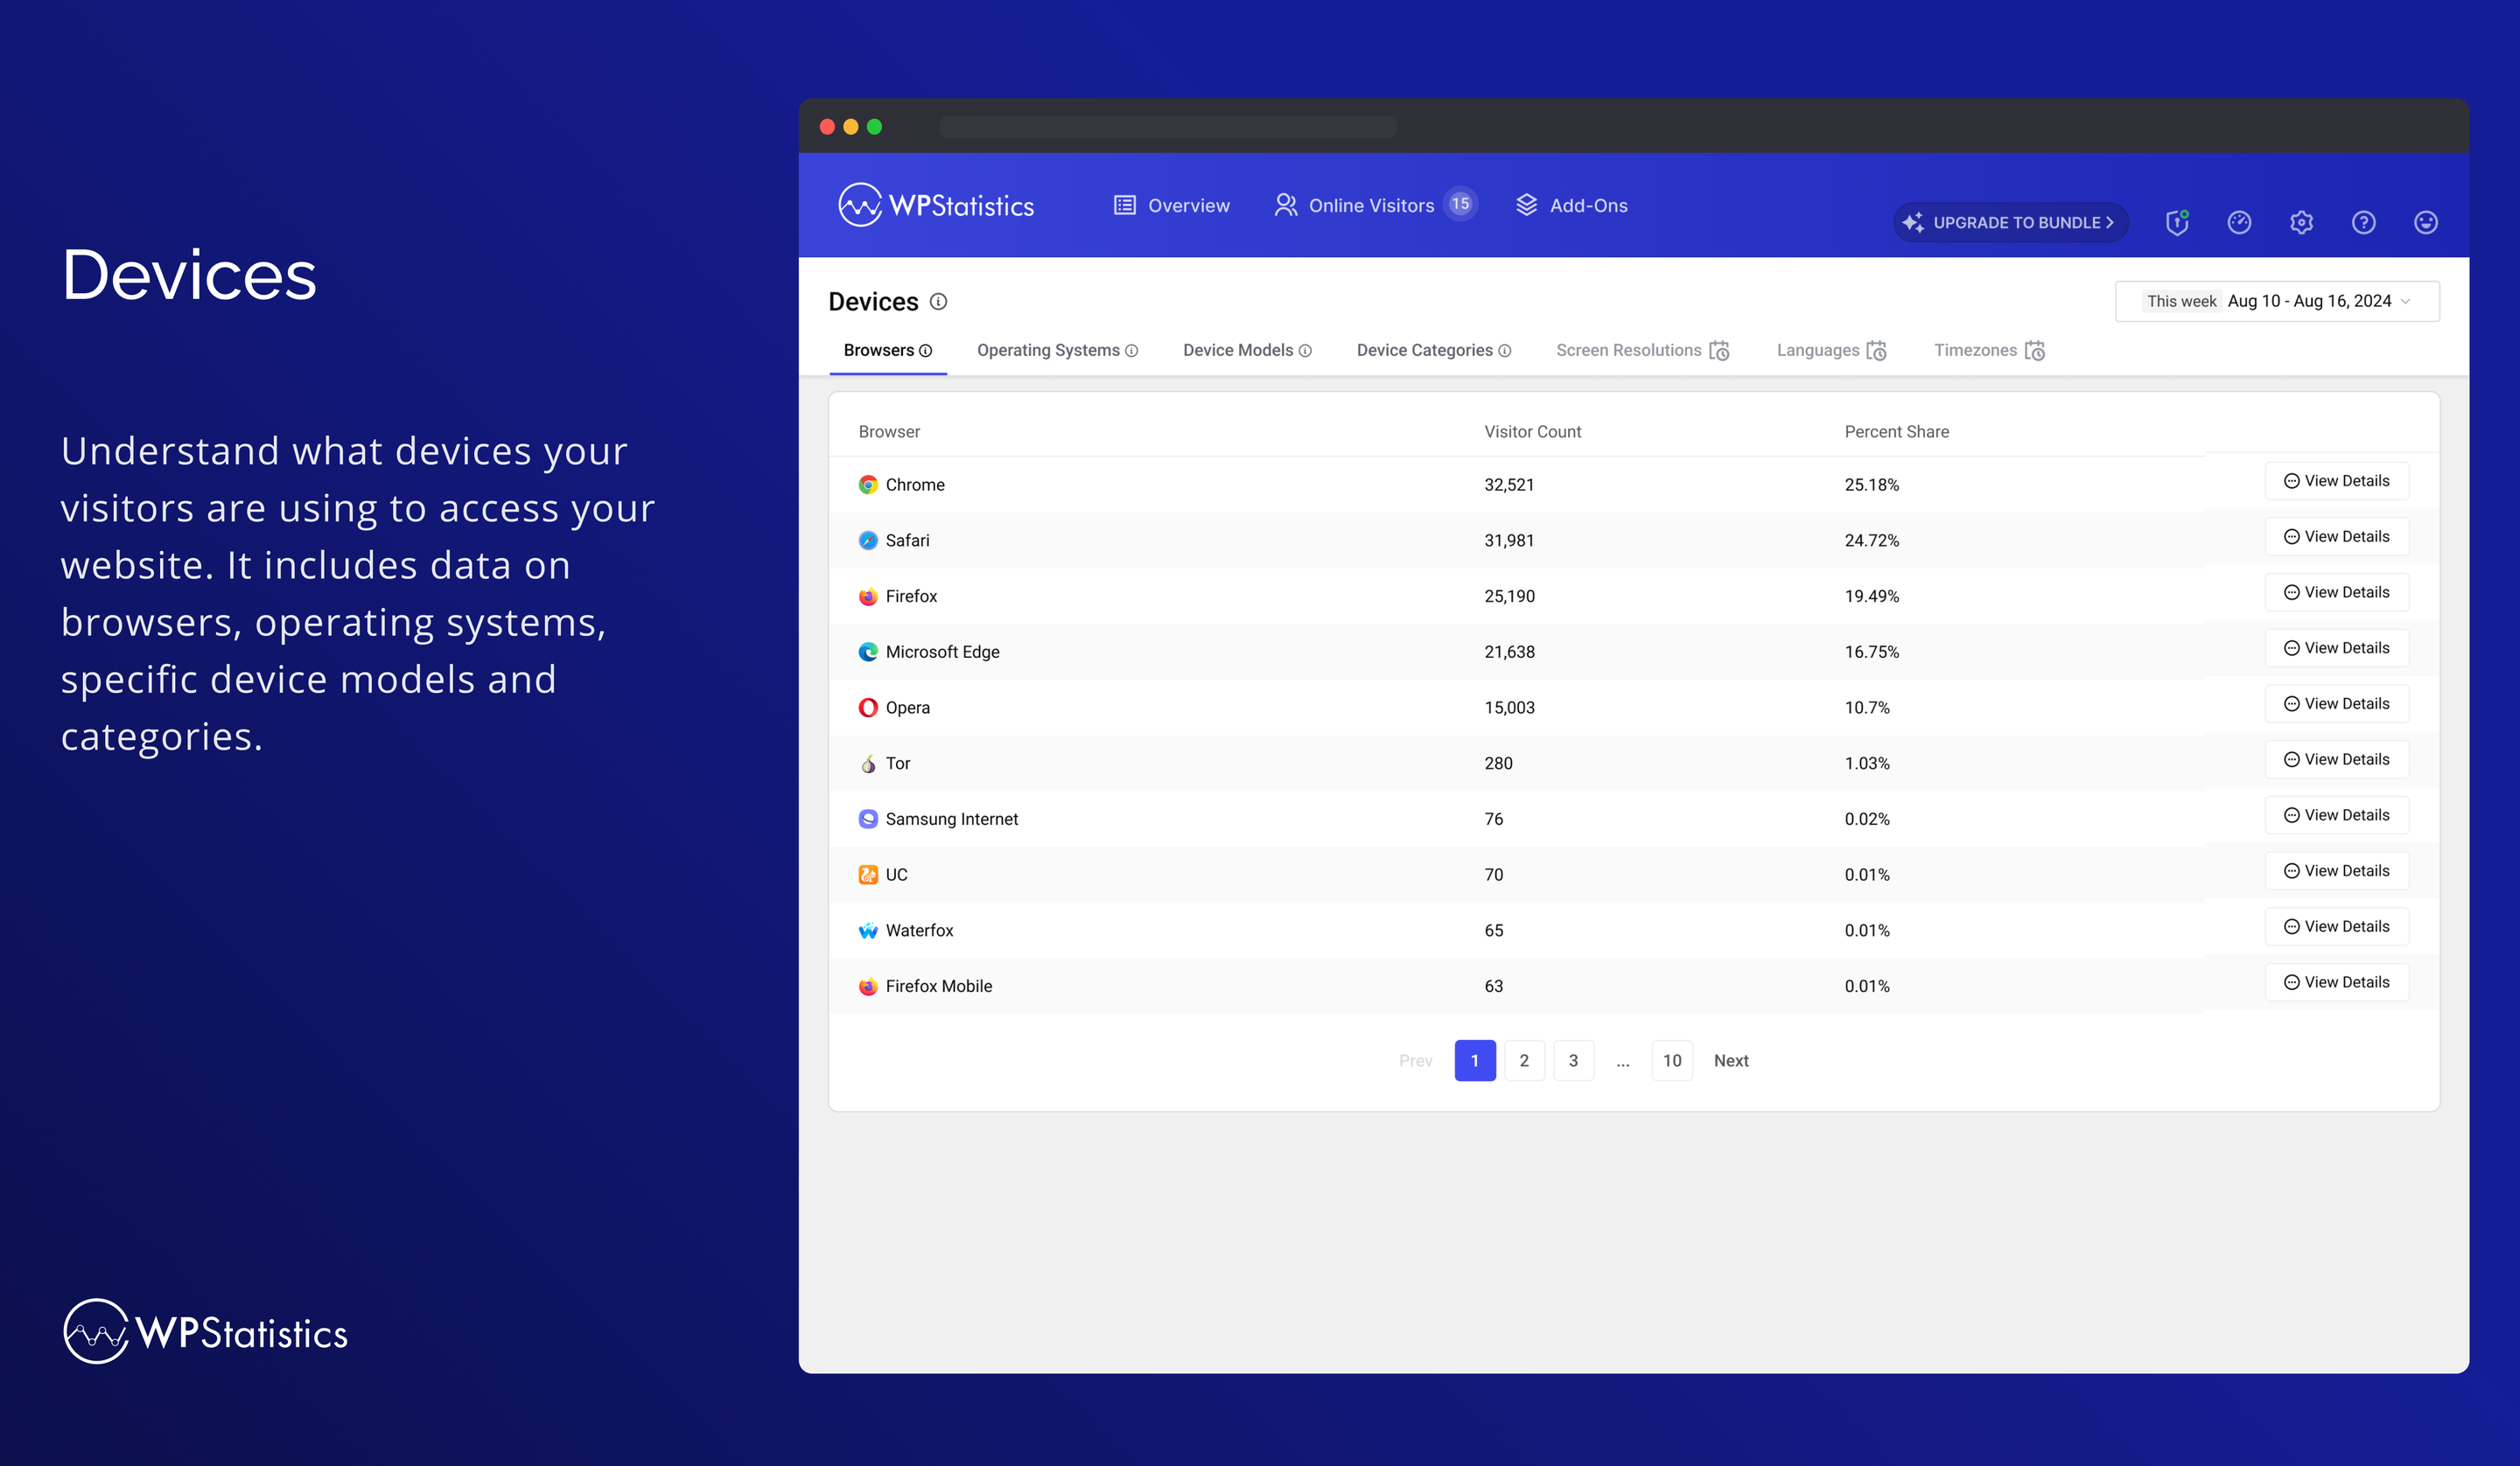 Devices
Understand what devices your
visitors are using to access your
website. It includes data on
browsers, operating systems,
specific device models and
categories.
WPStatistics
WPStatistics Overview Online Visitors 15 Add-Ons UPGRADE TO BUNDLE
Devices This week Aug 10 - Aug 16, 2024
Browsers Operating Systems Device Models Device Categories Screen Resolutions Languages Timezones
Browser Visitor Count Percent Share
Chrome 32,521 25.18% View Details
Safari 31,981 24.72% View Details
Firefox 25,190 19.49% View Details
Microsoft Edge 21,638 16.75% View Details
Opera 15,003 10.7% View Details
Tor 280 1.03% View Details
Samsung Internet 76 0.02% View Details
UC 70 0.01% View Details
Waterfox 65 0.01% View Details
Firefox Mobile 63 0.01% View Details
Prev 1 2 3 ... 10 Next